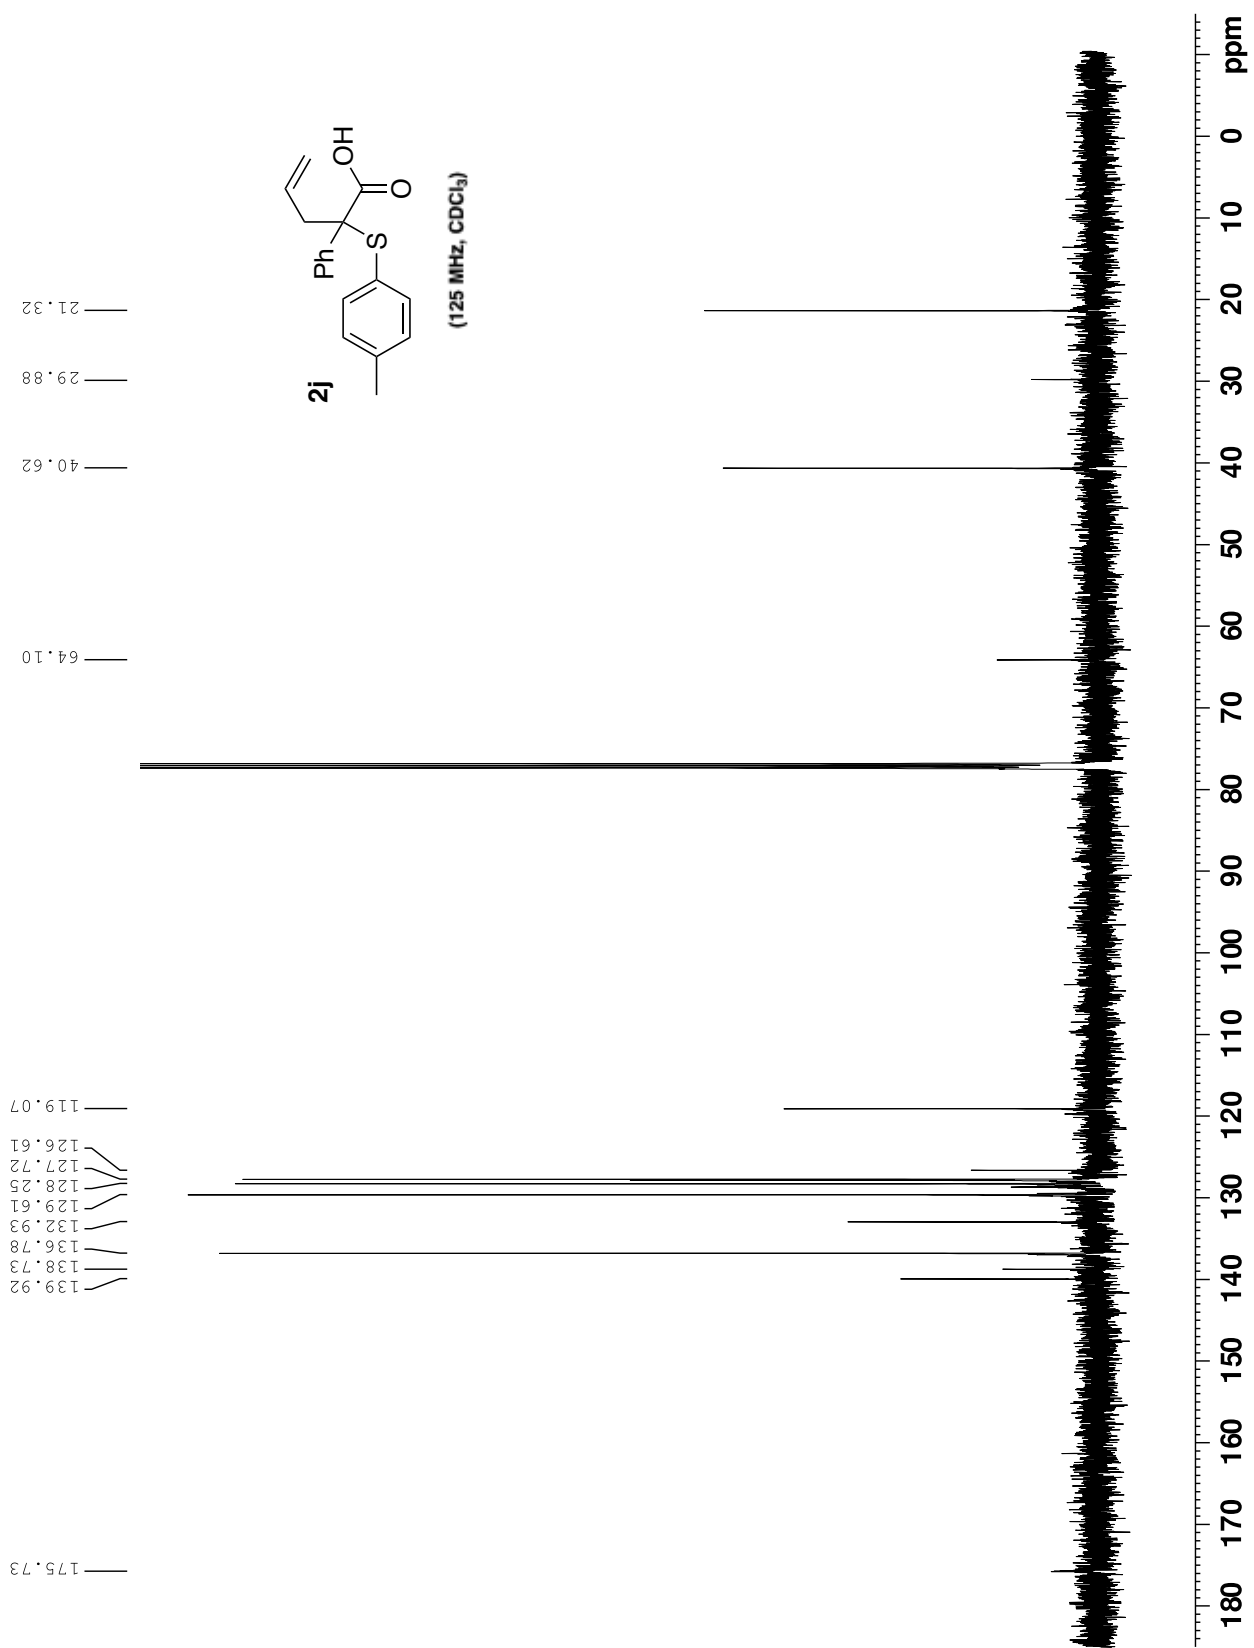 175.73
139.92
138.73
136.78
132.93
129.61
128.25
127.72
126.61
119.07
64.10
40.62
29.88
21.32
2j
Ph
S
O
OH
(125 MHz, CDCl₃)
180 170 160 150 140 130 120 110 100 90 80 70 60 50 40 30 20 10 0 ppm